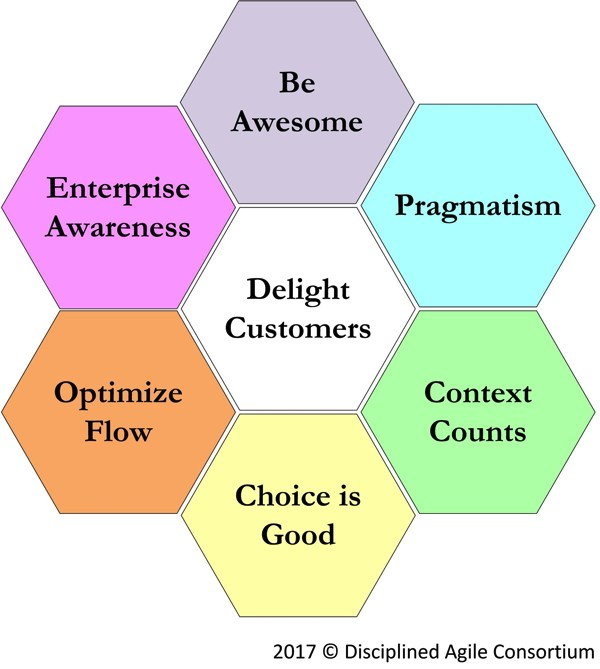 Be
Awesome
Enterprise
Awareness
Pragmatism
Delight
Customers
Optimize
Flow
Context
Counts
Choice is
Good
2017 © Disciplined Agile Consortium